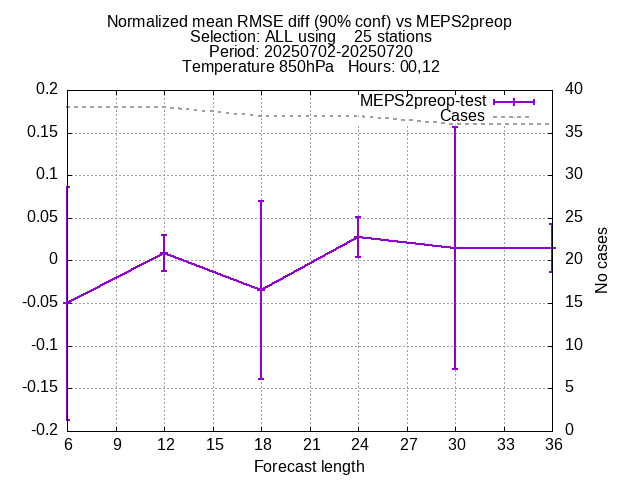 Normalized mean RMSE diff (90% conf) vs MEPS2preop
Selection: ALL using    25 stations
Period: 20250702-20250720
Temperature 850hPa   Hours: 00,12
MEPS2preop-test
Cases
0.2
0.15
0.1
0.05
0
-0.05
-0.1
-0.15
-0.2
40
35
30
25
20
15
10
5
0
No cases
6 9 12 15 18 21 24 27 30 33 36
Forecast length